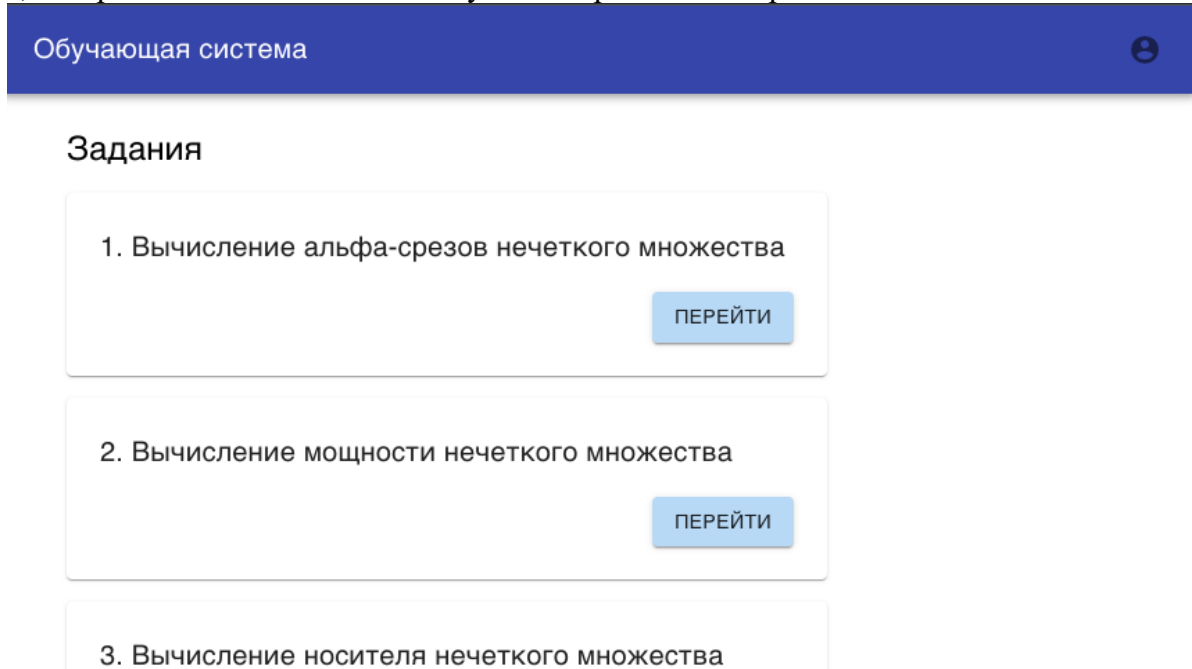 Обучающая система
Задания
1. Вычисление альфа-срезов нечеткого множества
ПЕРЕЙТИ
2. Вычисление мощности нечеткого множества
ПЕРЕЙТИ
3. Вычисление носителя нечеткого множества